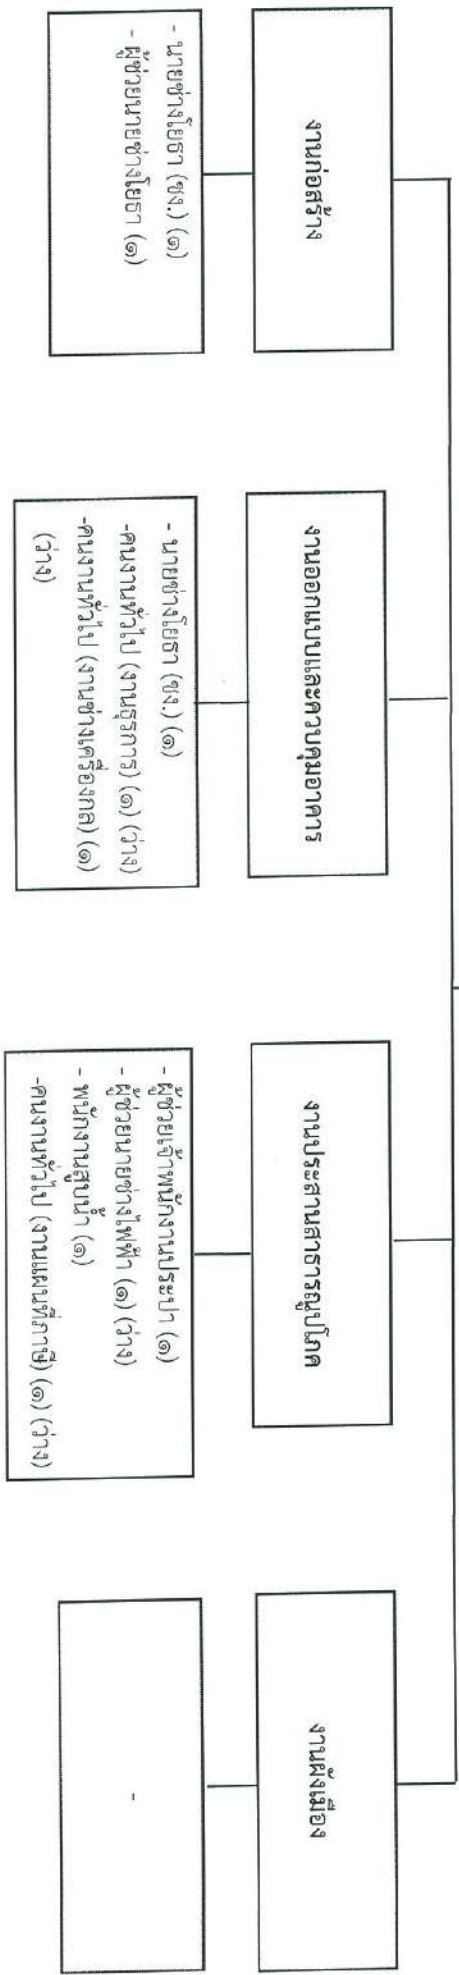 งานก่อสร้าง
- นายช่างโยธา (ชง.) (๑)
- ผู้ช่วยนายช่างโยธา (๑)
งานออกแบบและควบคุมอาคาร
- นายช่างโยธา (ชง.) (๑)
-คนงานทั่วไป (งานธุรการ) (๑) (ว่าง)
-คนงานทั่วไป (งานช่างเครื่องกล) (๑)
(ว่าง)
งานประสานสาธารณูปโภค
- ผู้ช่วยเจ้าพนักงานประปา (๑)
- ผู้ช่วยนายช่างไฟฟ้า (๑) (ว่าง)
- พนักงานสูบน้ำ (๑)
-คนงานทั่วไป (งานแผนที่ภาษี) (๑) (ว่าง)
งานผังเมือง
-